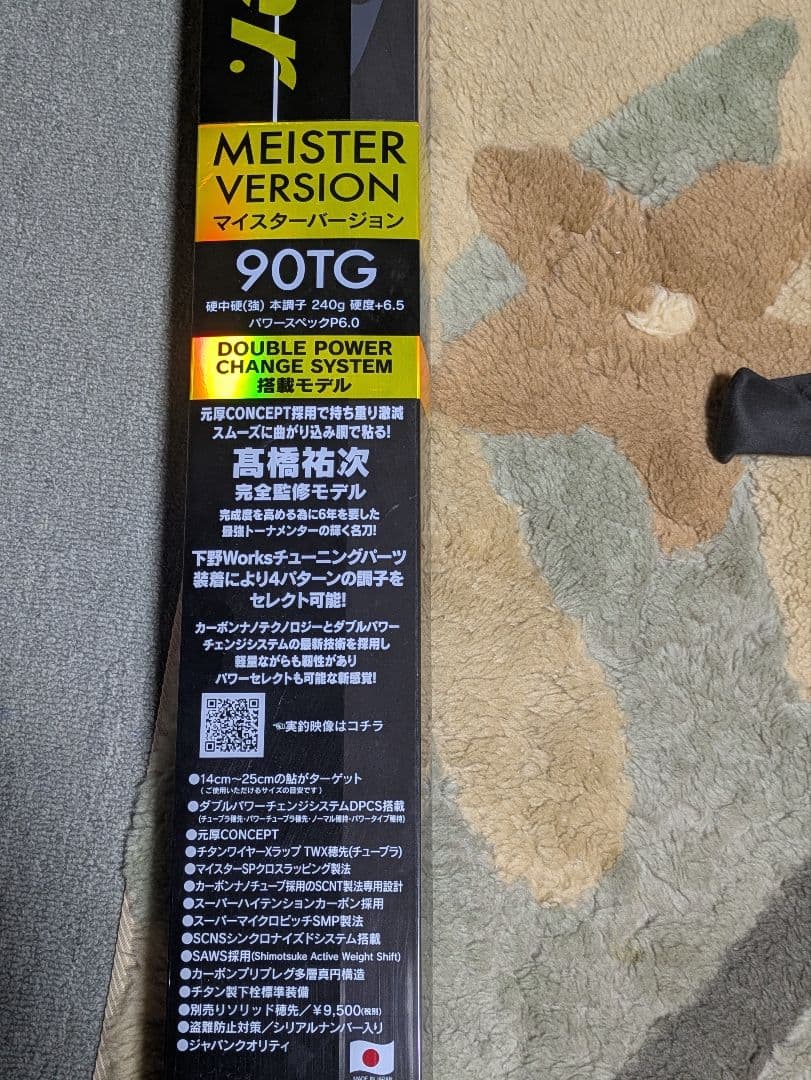 er.
MEISTER
VERSION
マイスターバージョン
90TG
硬中硬(強) 本調子 240g 硬度+6.5
パワースペックP6.0
DOUBLE POWER
CHANGE SYSTEM
搭載モデル
元厚CONCEPT採用で持ち重り激減
スムーズに曲がり込み胴で粘る!
髙橋祐次
完全監修モデル
完成度を高める為に6年を要した
最強トーナメンターの輝く名刀!
下野Worksチューニングパーツ
装着により4パターンの調子を
セレクト可能!
カーボンナノテクノロジーとダブルパワー
チェンジシステムの最新技術を採用し
軽量ながらも靭性があり
パワーセレクトも可能な新感覚!
☜実釣映像はコチラ
●14cm〜25cmの鮎がターゲット
(ご使用いただけるサイズの目安です)
●ダブルパワーチェンジシステムDPCS搭載
(チューブラ穂先・パワーチューブラ穂先・ノーマル穂持・パワータイプ穂持)
●元厚CONCEPT
●チタンワイヤーXラップ TWX穂先(チューブラ)
●マイスターSPクロスラッピング製法
●カーボンナノチューブ採用のSCNT製法専用設計
●スーパーハイテンションカーボン採用
●スーパーマイクロピッチSMP製法
●SCNSシンクロナイズドシステム搭載
●SAWS採用(Shimotsuke Active Weight Shift)
●カーボンプリプレグ多層真円構造
●チタン製下栓標準装備
●別売りソリッド穂先/¥9,500(税別)
●盗難防止対策/シリアルナンバー入り
●ジャパンクオリティ
MADE IN JAPAN